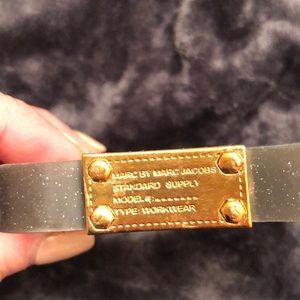 MARC BY MARC JACOBS
STANDARD SUPPLY
MODEL #:........
TYPE: WORKWEAR